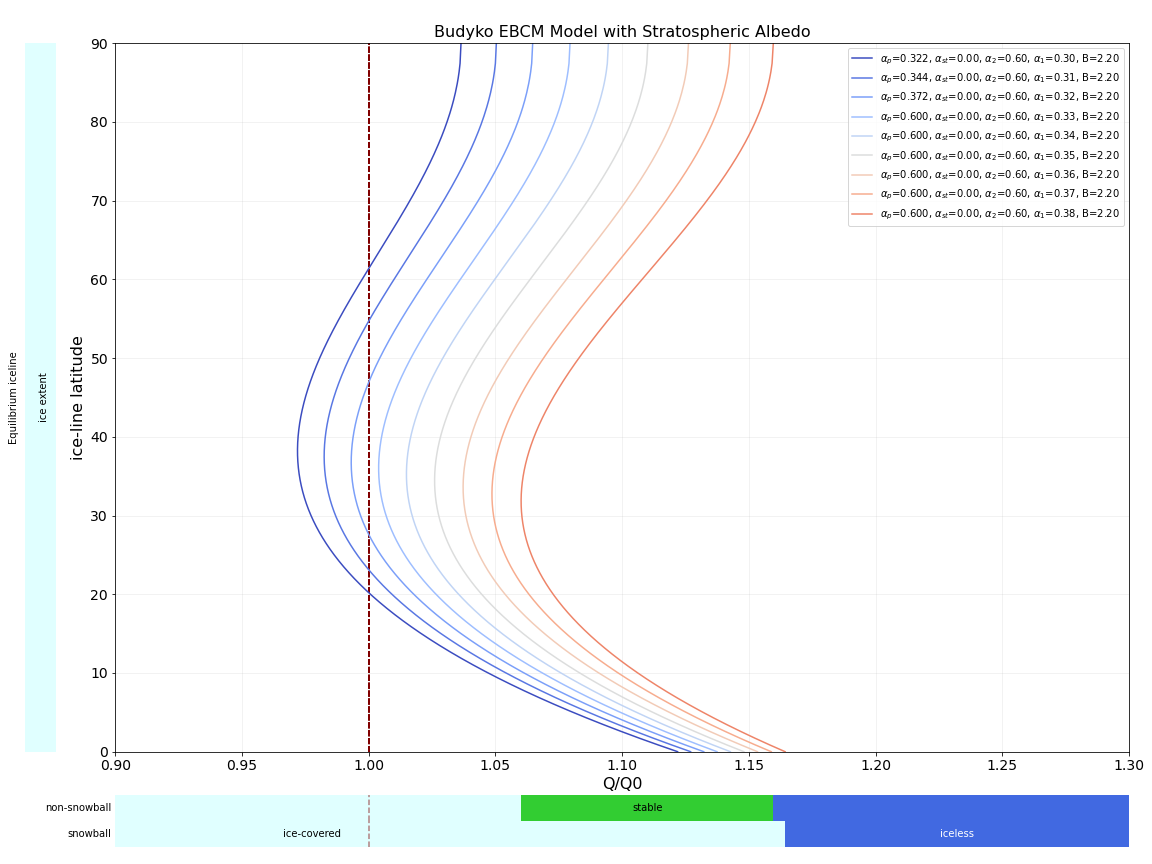 Budyko EBCM Model with Stratospheric Albedo
90
80
70
60
50
40
30
20
10
0
ice-line latitude
Equilibrium iceline
ice extent
αp=0.322, αst=0.00, α2=0.60, α1=0.30, B=2.20
αp=0.344, αst=0.00, α2=0.60, α1=0.31, B=2.20
αp=0.372, αst=0.00, α2=0.60, α1=0.32, B=2.20
αp=0.600, αst=0.00, α2=0.60, α1=0.33, B=2.20
αp=0.600, αst=0.00, α2=0.60, α1=0.34, B=2.20
αp=0.600, αst=0.00, α2=0.60, α1=0.35, B=2.20
αp=0.600, αst=0.00, α2=0.60, α1=0.36, B=2.20
αp=0.600, αst=0.00, α2=0.60, α1=0.37, B=2.20
αp=0.600, αst=0.00, α2=0.60, α1=0.38, B=2.20
0.90 0.95 1.00 1.05 1.10 1.15 1.20 1.25 1.30
Q/Q0
non-snowball stable
snowball ice-covered iceless